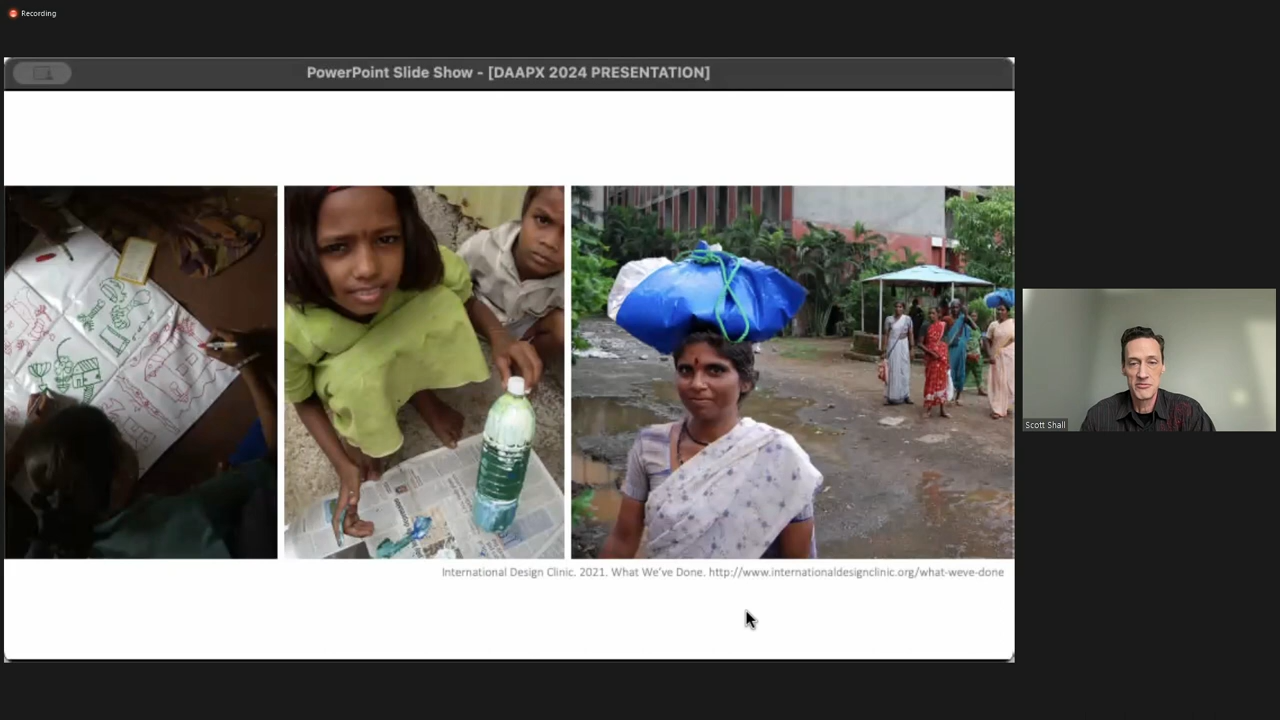 Recording
PowerPoint Slide Show - [DAAPX 2024 PRESENTATION]
International Design Clinic. 2021. What We've Done. http://www.internationaldesignclinic.org/what-weve-done
Scott Shall